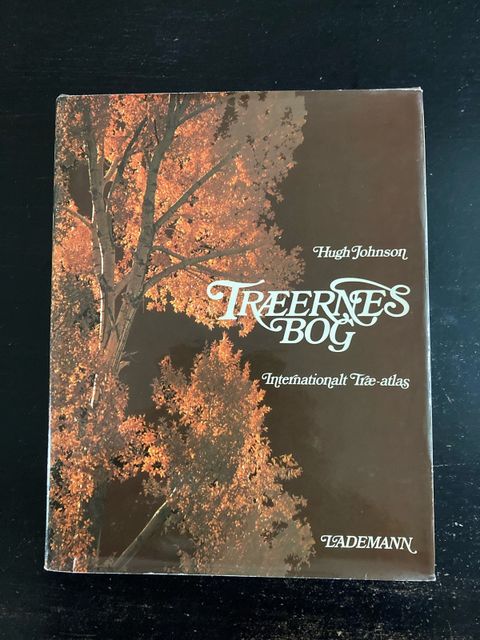 Hugh Johnson
TRÆERNES
BOG
Internationalt Træ-atlas
LADEMANN